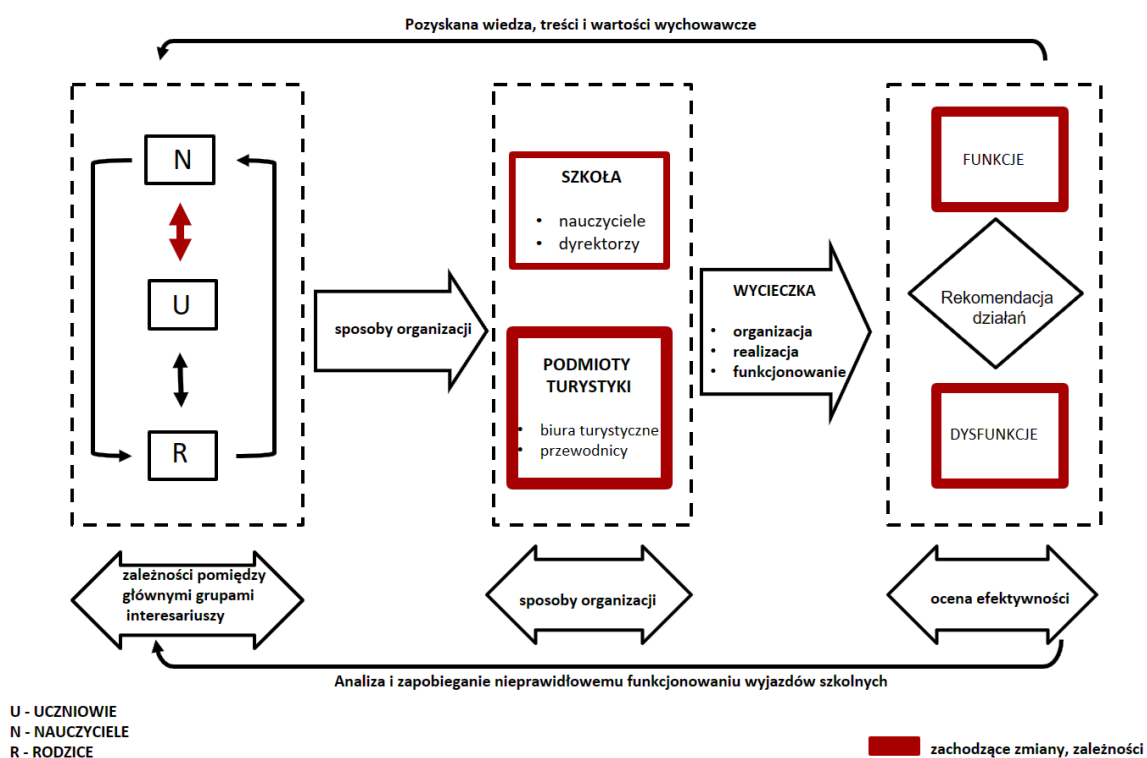 Pozyskana wiedza, treści i wartości wychowawcze
N
U
R
sposoby organizacji
SZKOŁA
• nauczyciele
• dyrektorzy
PODMIOTY
TURYSTYKI
• biura turystyczne
• przewodnicy
WYCIECZKA
• organizacja
• realizacja
• funkcjonowanie
FUNKCJE
Rekomendacja
działań
DYSFUNKCJE
zależności pomiędzy
głównymi grupami
interesariuszy
sposoby organizacji
ocena efektywności
Analiza i zapobieganie nieprawidłowemu funkcjonowaniu wyjazdów szkolnych
U - UCZNIOWIE
N - NAUCZYCIELE
R - RODZICE
zachodzące zmiany, zależności